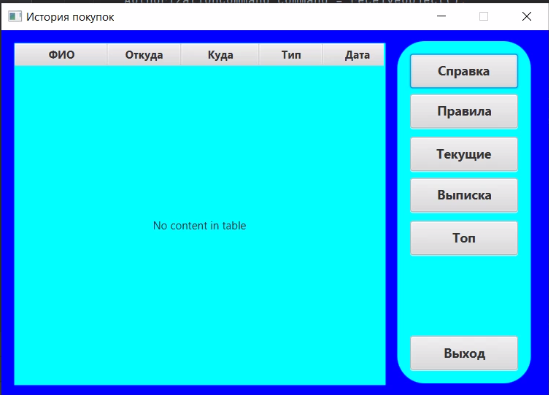 История покупок
ФИО Откуда Куда Тип Дата
No content in table
Справка
Правила
Текущие
Выписка
Топ
Выход